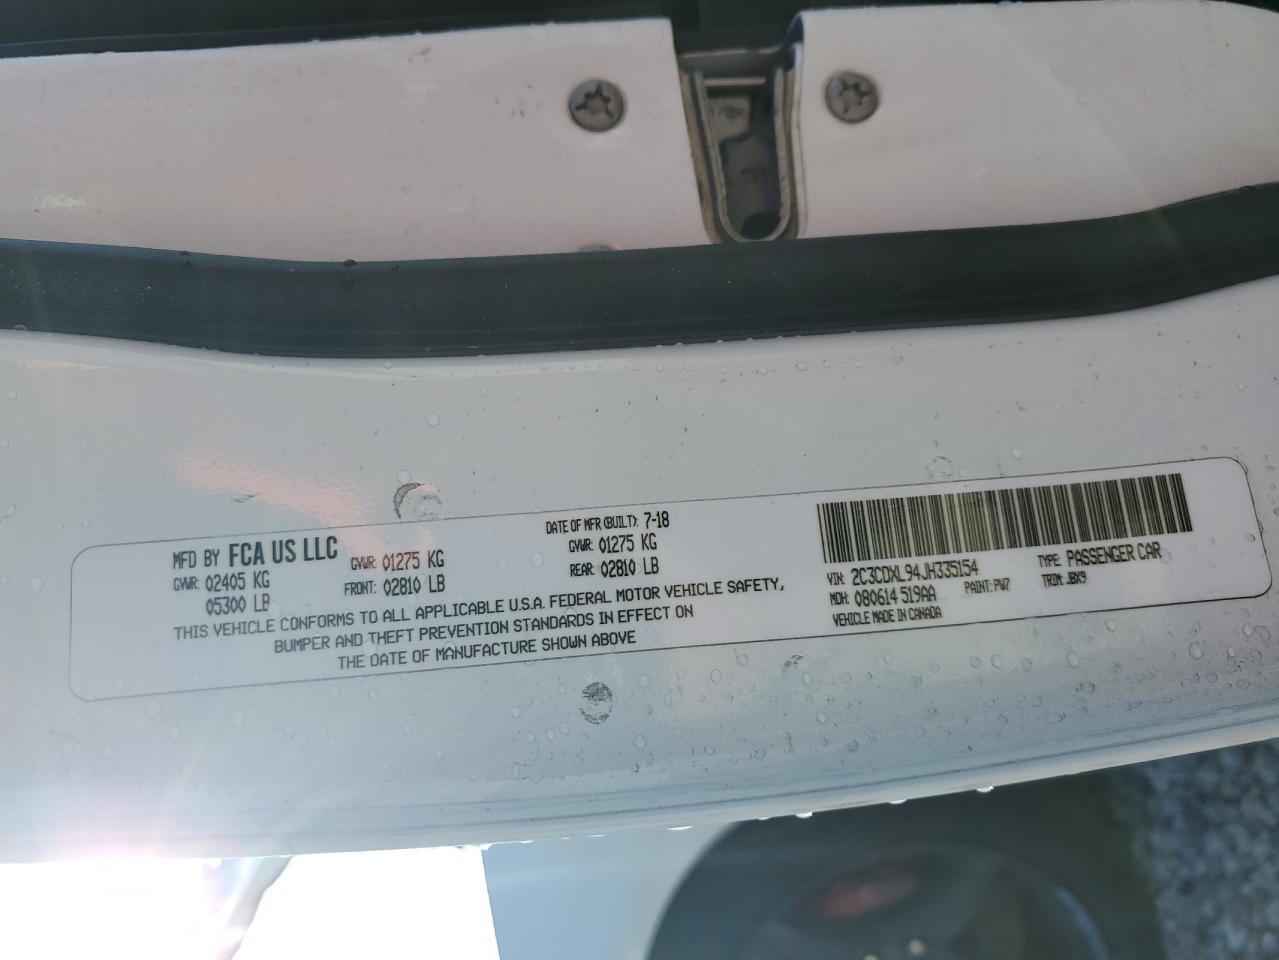 MFD BY FCA US LLC
DATE OF MFR (BUILT): 7-18
GVWR: 02405 KG
05300 LB
GVWR: 01275 KG
FRONT: 02810 LB
GVWR: 01275 KG
REAR: 02810 LB
THIS VEHICLE CONFORMS TO ALL APPLICABLE U.S.A. FEDERAL MOTOR VEHICLE SAFETY,
BUMPER AND THEFT PREVENTION STANDARDS IN EFFECT ON
THE DATE OF MANUFACTURE SHOWN ABOVE
VIN: 2C3CDXL94JH335154
TYPE: PASSENGER CAR
MDH: 080614 519AA
PAINT: PW7
TRIM: JBX9
VEHICLE MADE IN CANADA